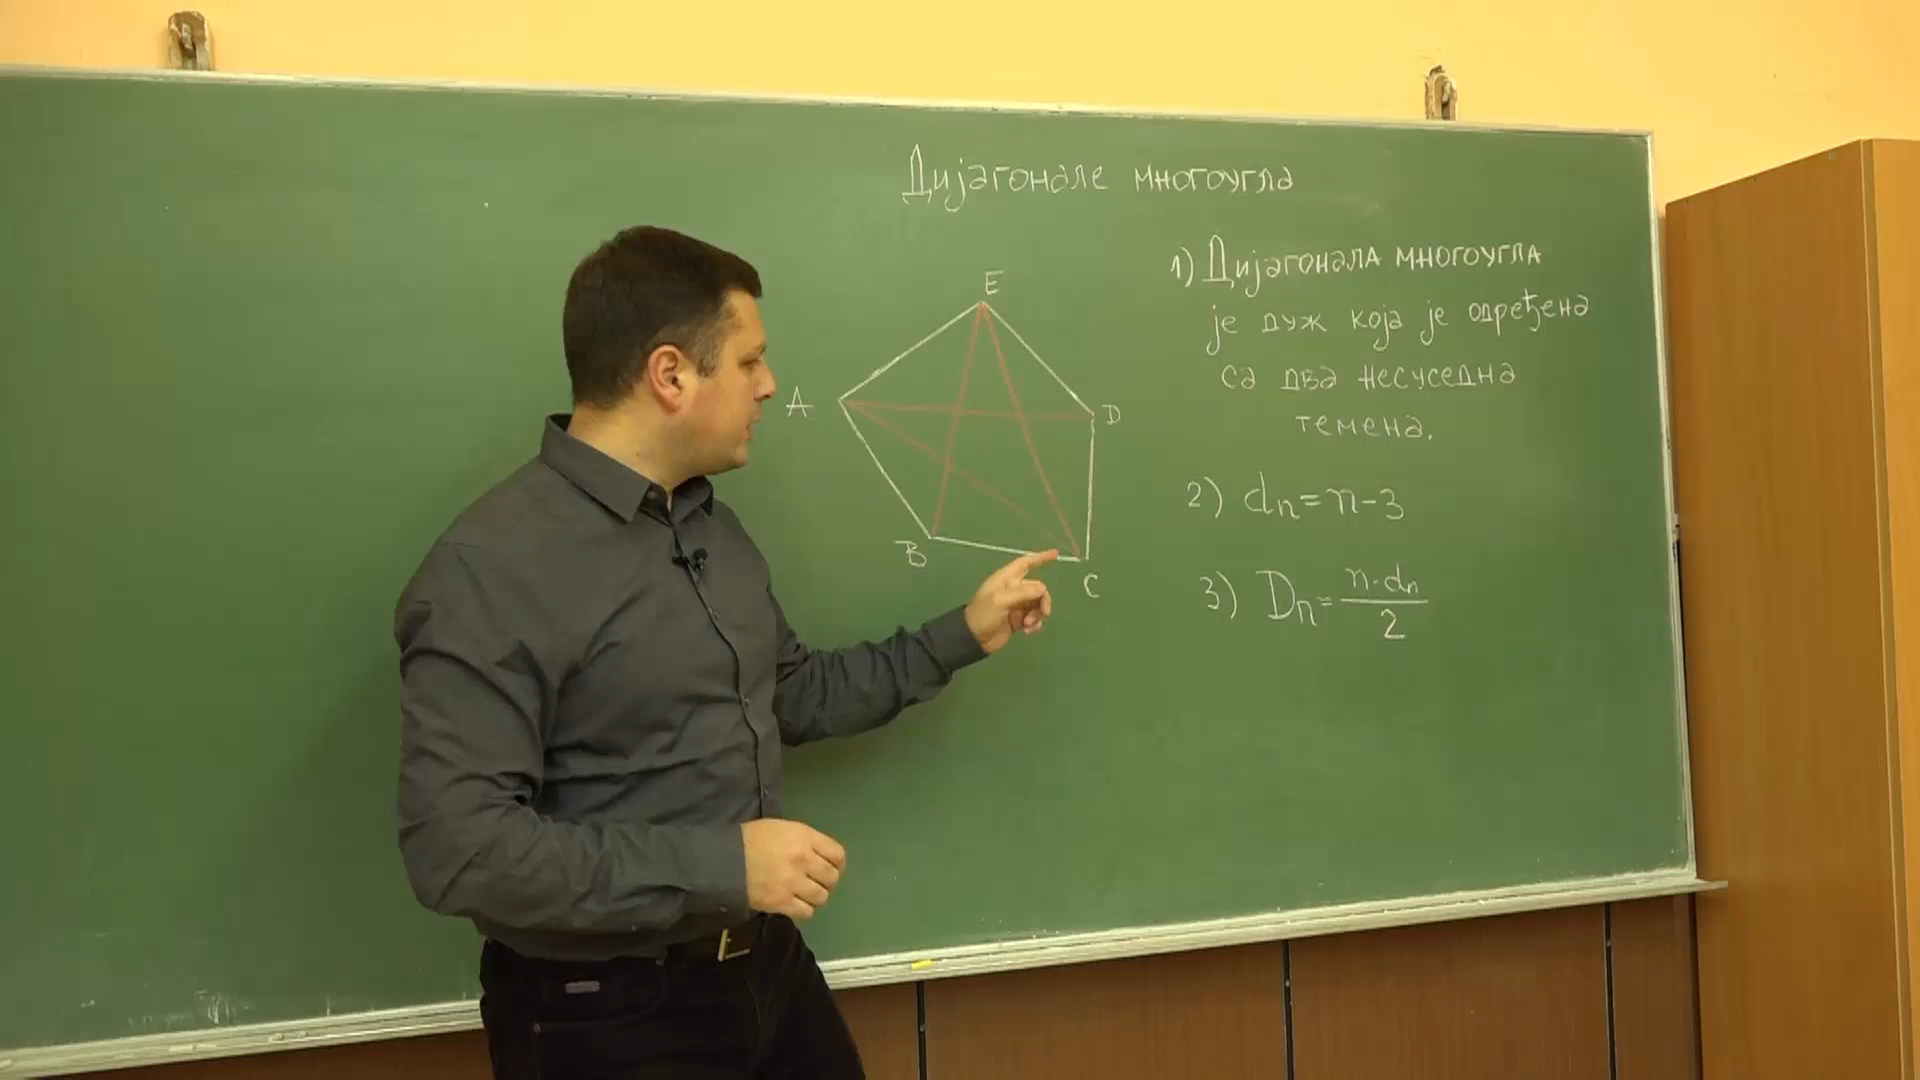 Дијагонале многоугла
E
A
D
B
C
1) Дијагонала многоугла
је дуж која је одређена
са два несуседна
темена.
2) dn=n-3
3) Dn= n·dn / 2